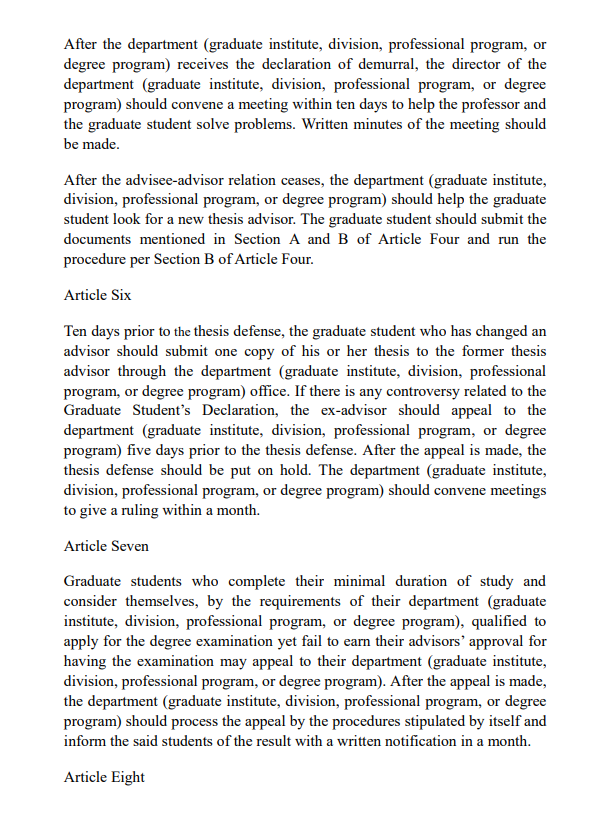 After the department (graduate institute, division, professional program, or
degree program) receives the declaration of demurral, the director of the
department (graduate institute, division, professional program, or degree
program) should convene a meeting within ten days to help the professor and
the graduate student solve problems. Written minutes of the meeting should
be made.
After the advisee-advisor relation ceases, the department (graduate institute,
division, professional program, or degree program) should help the graduate
student look for a new thesis advisor. The graduate student should submit the
documents mentioned in Section A and B of Article Four and run the
procedure per Section B of Article Four.
Article Six
Ten days prior to the thesis defense, the graduate student who has changed an
advisor should submit one copy of his or her thesis to the former thesis
advisor through the department (graduate institute, division, professional
program, or degree program) office. If there is any controversy related to the
Graduate Student’s Declaration, the ex-advisor should appeal to the
department (graduate institute, division, professional program, or degree
program) five days prior to the thesis defense. After the appeal is made, the
thesis defense should be put on hold. The department (graduate institute,
division, professional program, or degree program) should convene meetings
to give a ruling within a month.
Article Seven
Graduate students who complete their minimal duration of study and
consider themselves, by the requirements of their department (graduate
institute, division, professional program, or degree program), qualified to
apply for the degree examination yet fail to earn their advisors’ approval for
having the examination may appeal to their department (graduate institute,
division, professional program, or degree program). After the appeal is made,
the department (graduate institute, division, professional program, or degree
program) should process the appeal by the procedures stipulated by itself and
inform the said students of the result with a written notification in a month.
Article Eight